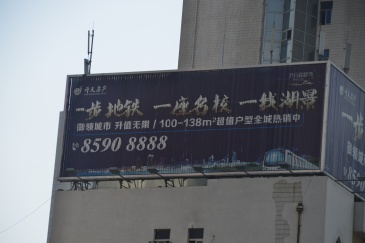 一步地铁 一座名校 一线湖景
御领城市 升值无限 / 100-138m²超值户型全城热销中
8590 8888